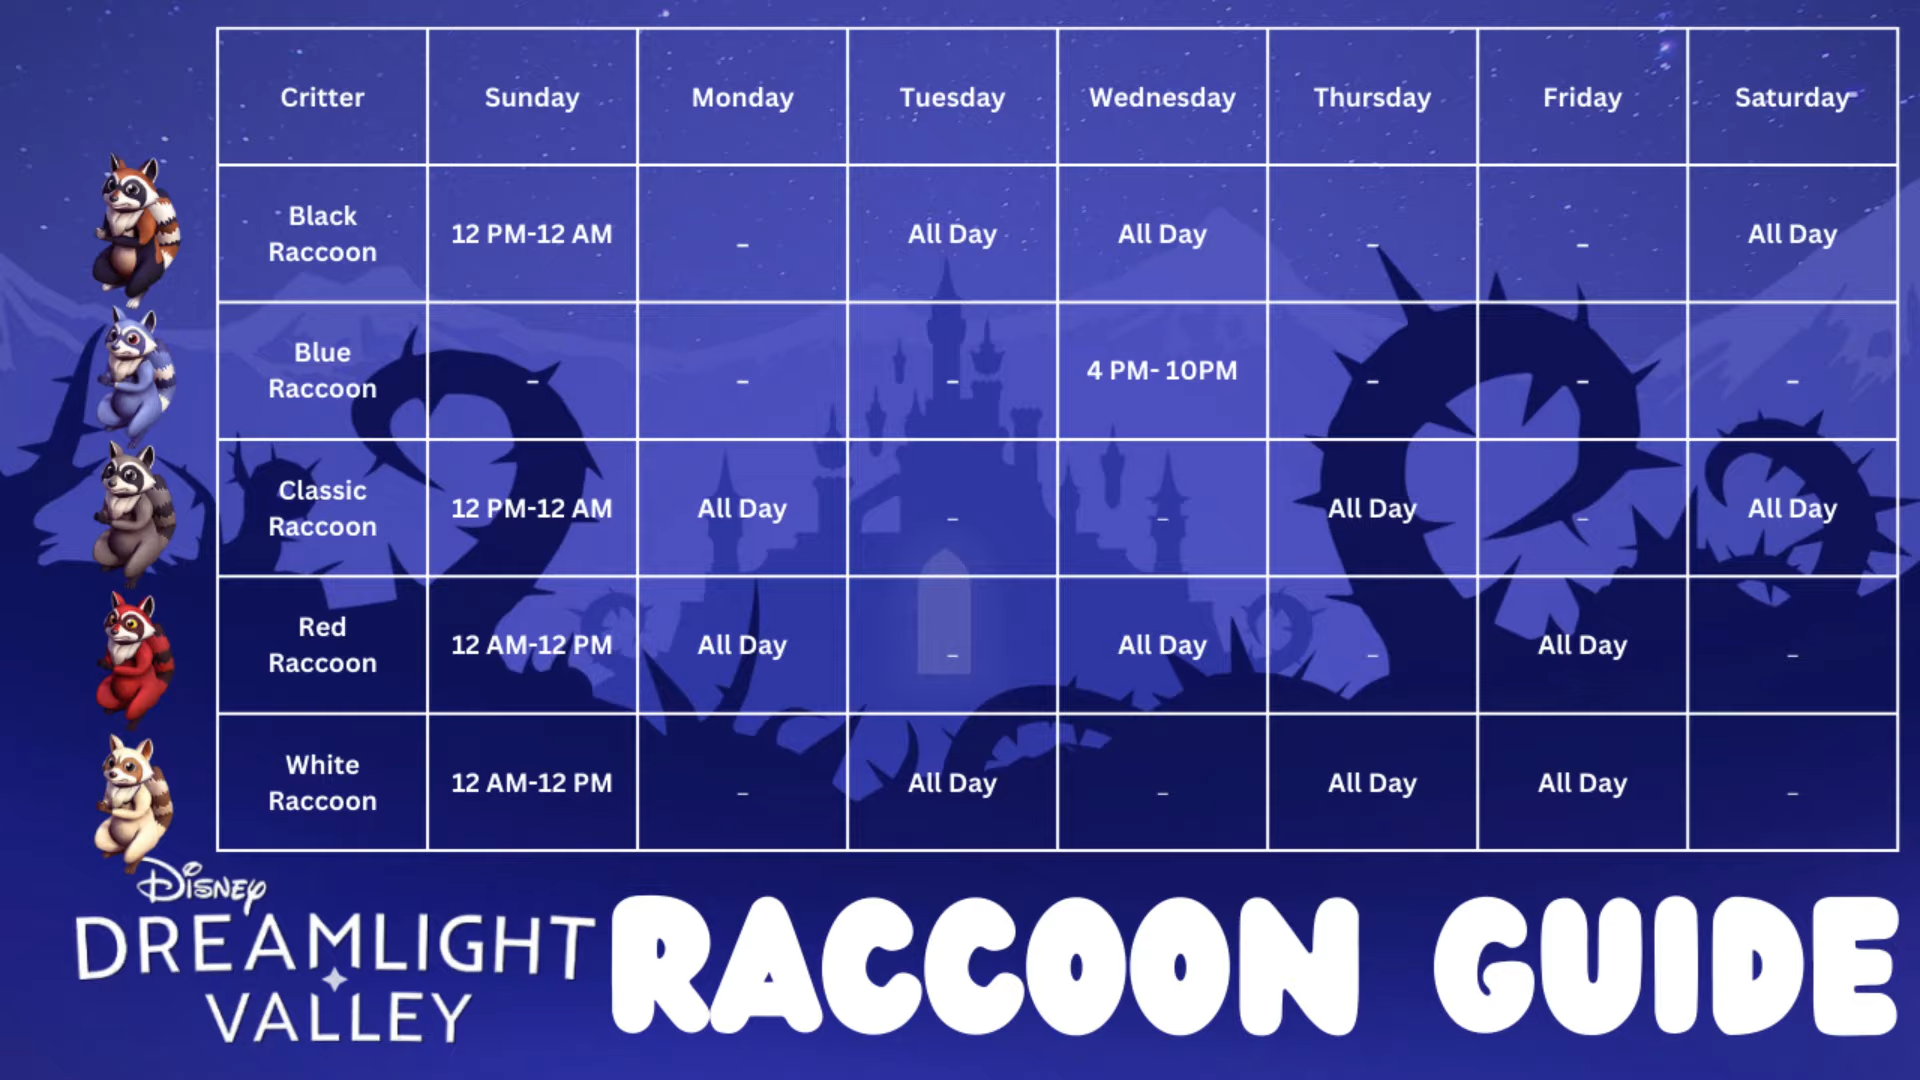 Critter Sunday Monday Tuesday Wednesday Thursday Friday Saturday
Black
Raccoon
12 PM-12 AM _ All Day All Day _ _ All Day
Blue
Raccoon
_ _ _ 4 PM- 10PM _ _ _
Classic
Raccoon
12 PM-12 AM All Day _ _ All Day _ All Day
Red
Raccoon
12 AM-12 PM All Day _ All Day _ All Day _
White
Raccoon
12 AM-12 PM _ All Day _ All Day All Day _
Disney
DREAMLIGHT
VALLEY
RACCOON GUIDE